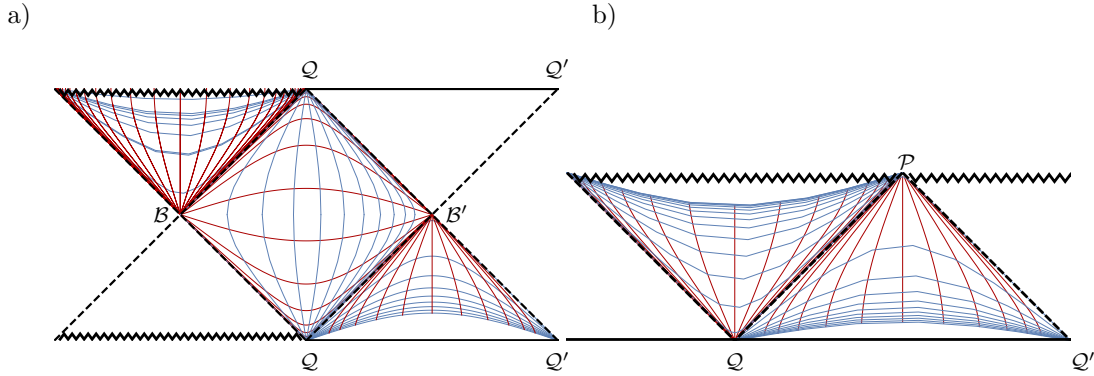 a)
b)
𝒬 𝒬′
𝒫
ℬ ℬ′
𝒬 𝒬′ 𝒬 𝒬′